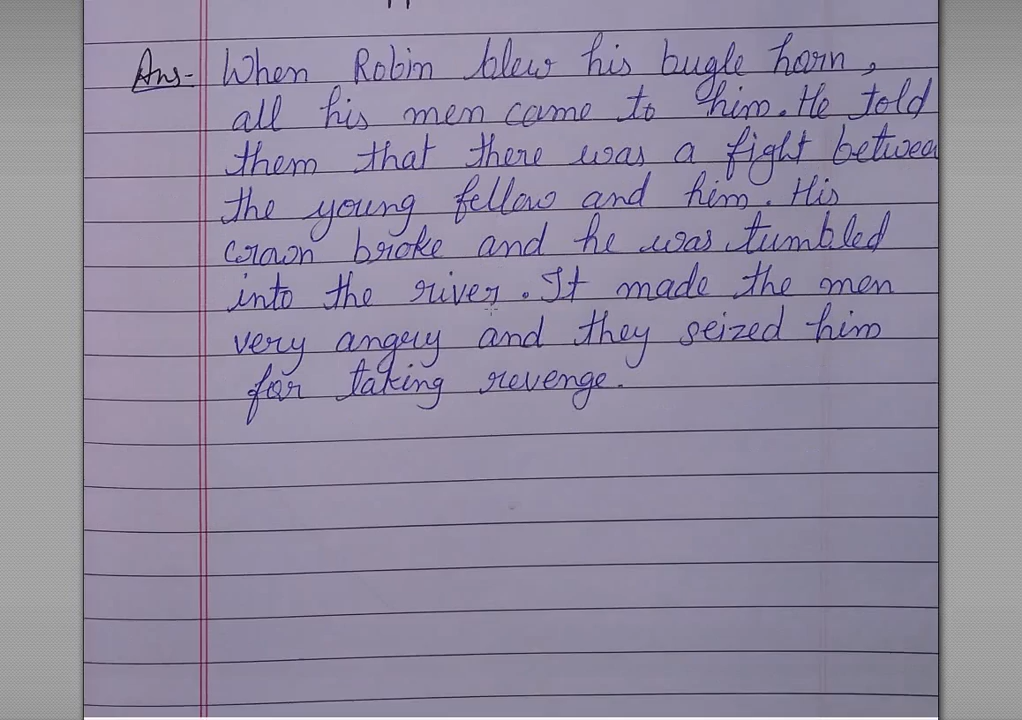 Ans- When Robin blew his bugle horn,
all his men came to him. He told
them that there was a fight between
the young fellow and him. His
crown broke and he was tumbled
into the river. It made the men
very angry and they seized him
for taking revenge.